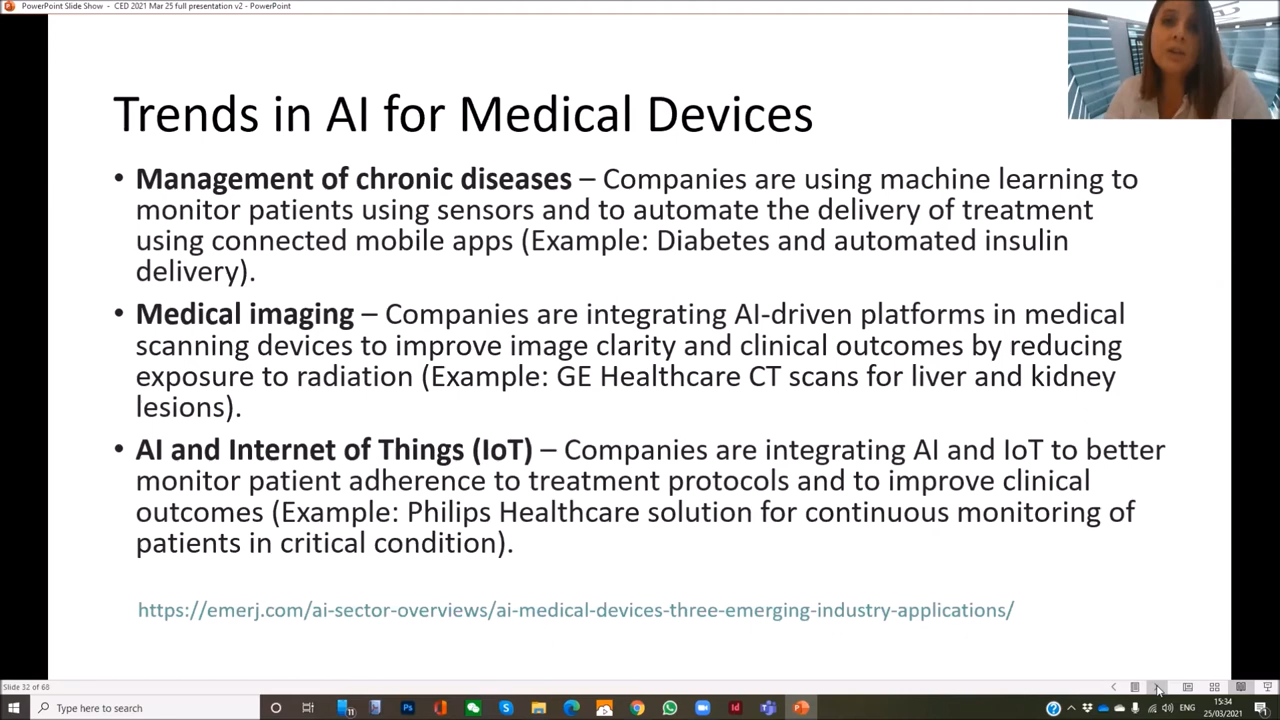 PowerPoint Slide Show - CED 2021 Mar 25 full presentation v2 - PowerPoint
Trends in AI for Medical Devices
• Management of chronic diseases – Companies are using machine learning to
monitor patients using sensors and to automate the delivery of treatment
using connected mobile apps (Example: Diabetes and automated insulin
delivery).
• Medical imaging – Companies are integrating AI-driven platforms in medical
scanning devices to improve image clarity and clinical outcomes by reducing
exposure to radiation (Example: GE Healthcare CT scans for liver and kidney
lesions).
• AI and Internet of Things (IoT) – Companies are integrating AI and IoT to better
monitor patient adherence to treatment protocols and to improve clinical
outcomes (Example: Philips Healthcare solution for continuous monitoring of
patients in critical condition).
https://emerj.com/ai-sector-overviews/ai-medical-devices-three-emerging-industry-applications/
Slide 32 of 68
Type here to search
11
Ps
Id
ENG
15:34
25/03/2021